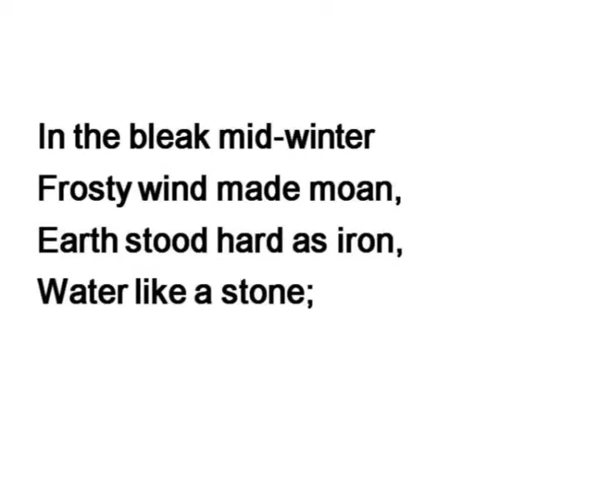 In the bleak mid-winter
Frosty wind made moan,
Earth stood hard as iron,
Water like a stone;